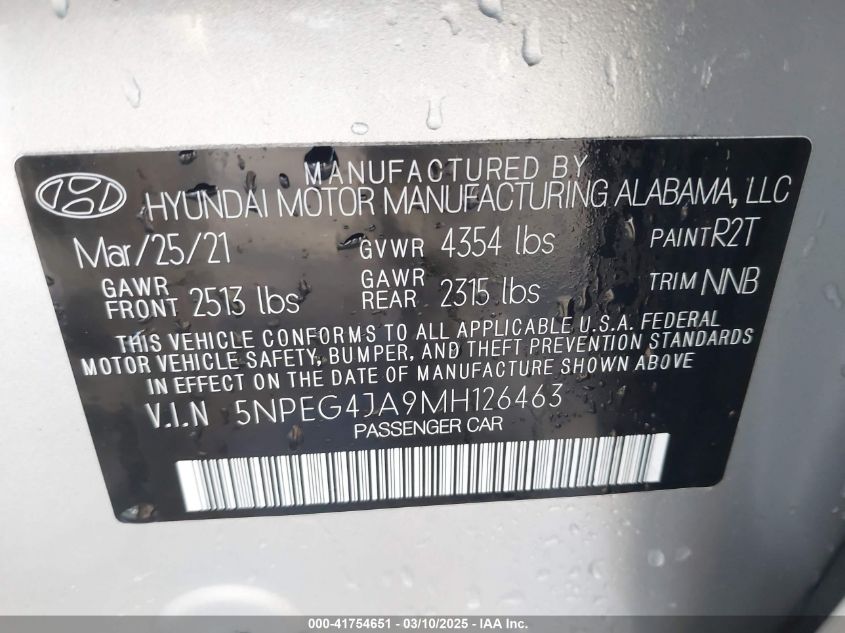 MANUFACTURED BY
HYUNDAI MOTOR MANUFACTURING ALABAMA, LLC
Mar/25/21 GVWR 4354 lbs PAINT R2T
GAWR FRONT 2513 lbs GAWR REAR 2315 lbs TRIM NNB
THIS VEHICLE CONFORMS TO ALL APPLICABLE U.S.A. FEDERAL
MOTOR VEHICLE SAFETY, BUMPER, AND THEFT PREVENTION STANDARDS
IN EFFECT ON THE DATE OF MANUFACTURE SHOWN ABOVE
V.I.N 5NPEG4JA9MH126463
PASSENGER CAR
000-41754651 - 03/10/2025 - IAA Inc.